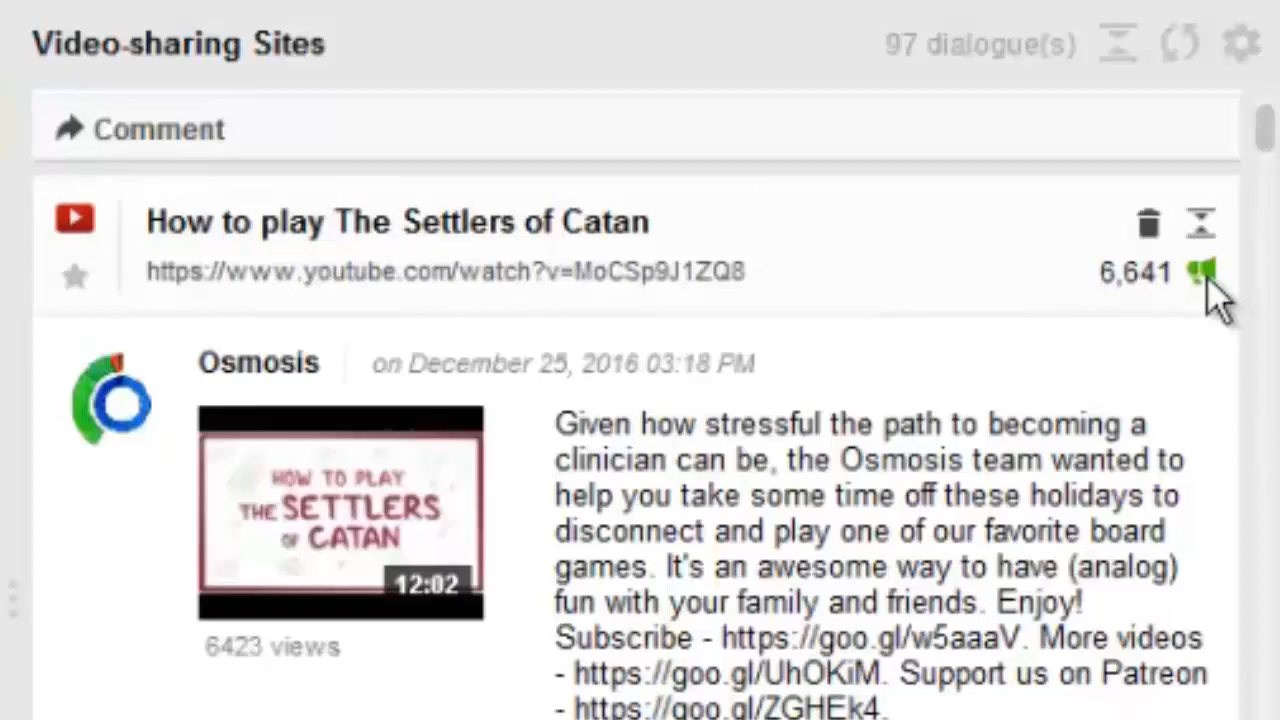 Video-sharing Sites
97 dialogue(s)
Comment
How to play The Settlers of Catan
https://www.youtube.com/watch?v=MoCSp9J1ZQ8
6,641
Osmosis
on December 25, 2016 03:18 PM
HOW TO PLAY
THE SETTLERS
OF CATAN
12:02
6423 views
Given how stressful the path to becoming a
clinician can be, the Osmosis team wanted to
help you take some time off these holidays to
disconnect and play one of our favorite board
games. It's an awesome way to have (analog)
fun with your family and friends. Enjoy!
Subscribe - https://goo.gl/w5aaaV. More videos
- https://goo.gl/UhOKiM. Support us on Patreon
- https://goo.gl/ZGHEk4.